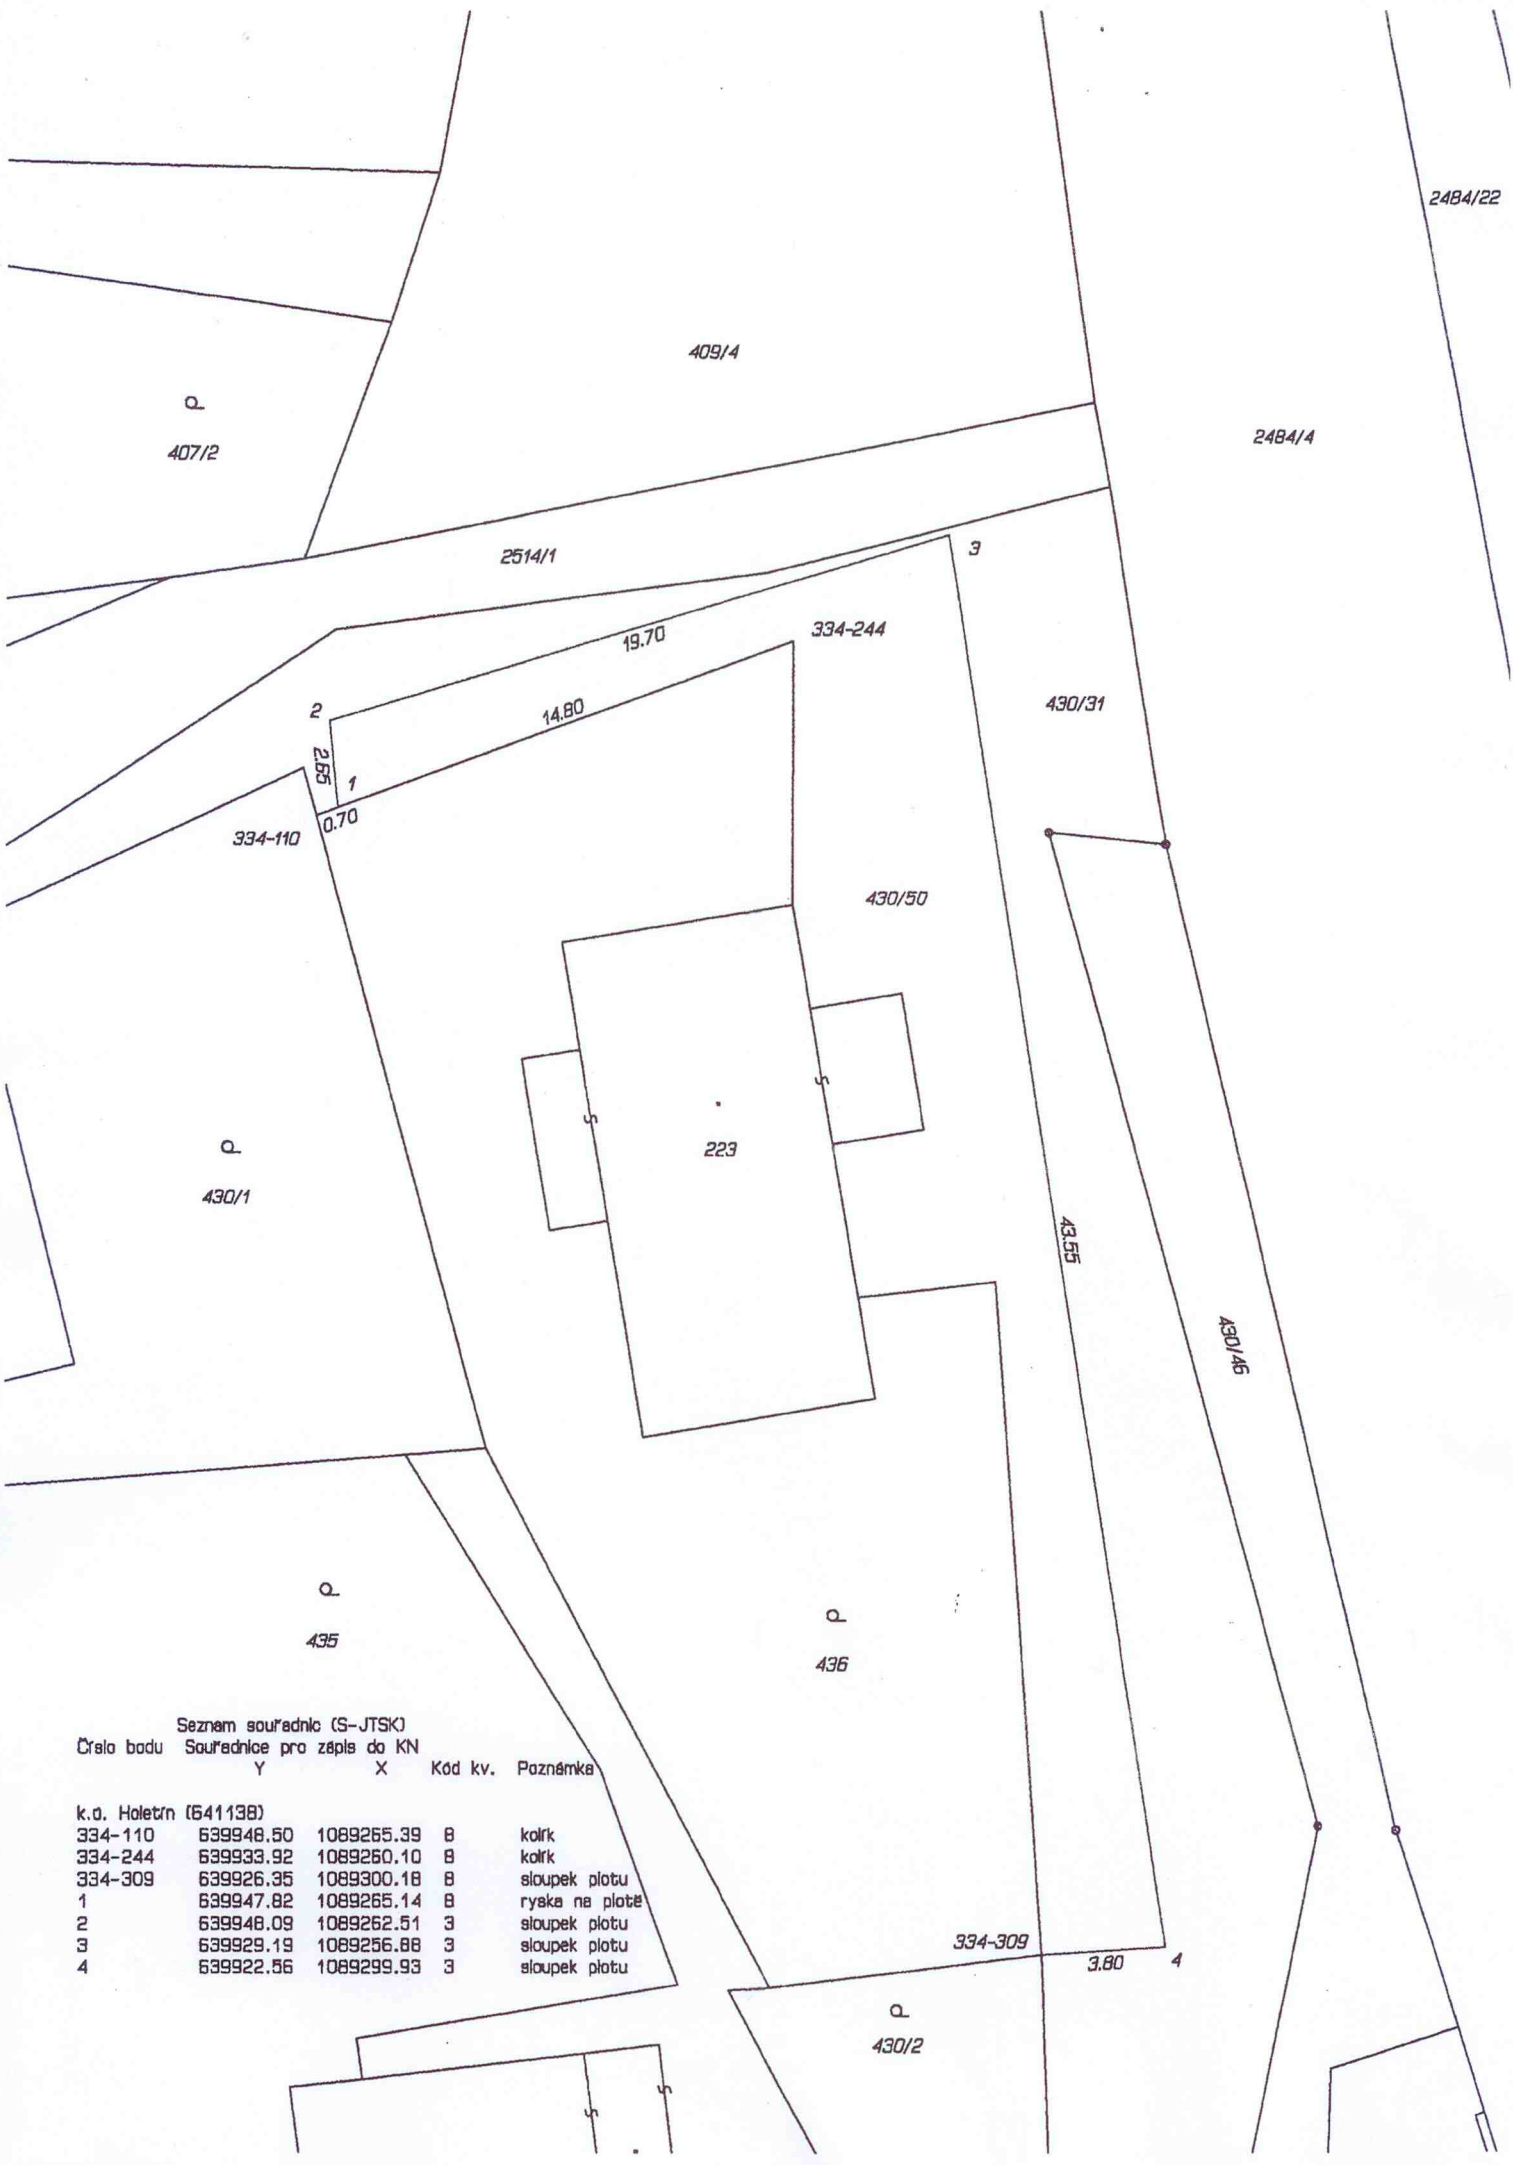 2484/22
409/4
ρ
407/2
2484/4
2514/1
3
19.70
334-244
2
14.80
430/31
2.65
1
0.70
334-110
430/50
S
S
223
ρ
430/1
43.55
430/46
ρ
435
ρ
436
Seznam souřadnic (S-JTSK)
Číslo bodu Souřadnice pro zápis do KN
Y X Kód kv. Poznámka
k.ú. Holetín (641138)
334-110 639948.50 1089265.39 8 kolík
334-244 639933.92 1089260.10 8 kolík
334-309 639926.35 1089300.18 8 sloupek plotu
1 639947.82 1089265.14 8 ryska na plotě
2 639948.09 1089262.51 3 sloupek plotu
3 639929.19 1089256.88 3 sloupek plotu
4 639922.56 1089299.93 3 sloupek plotu
334-309
3.80
4
ρ
430/2
S
S